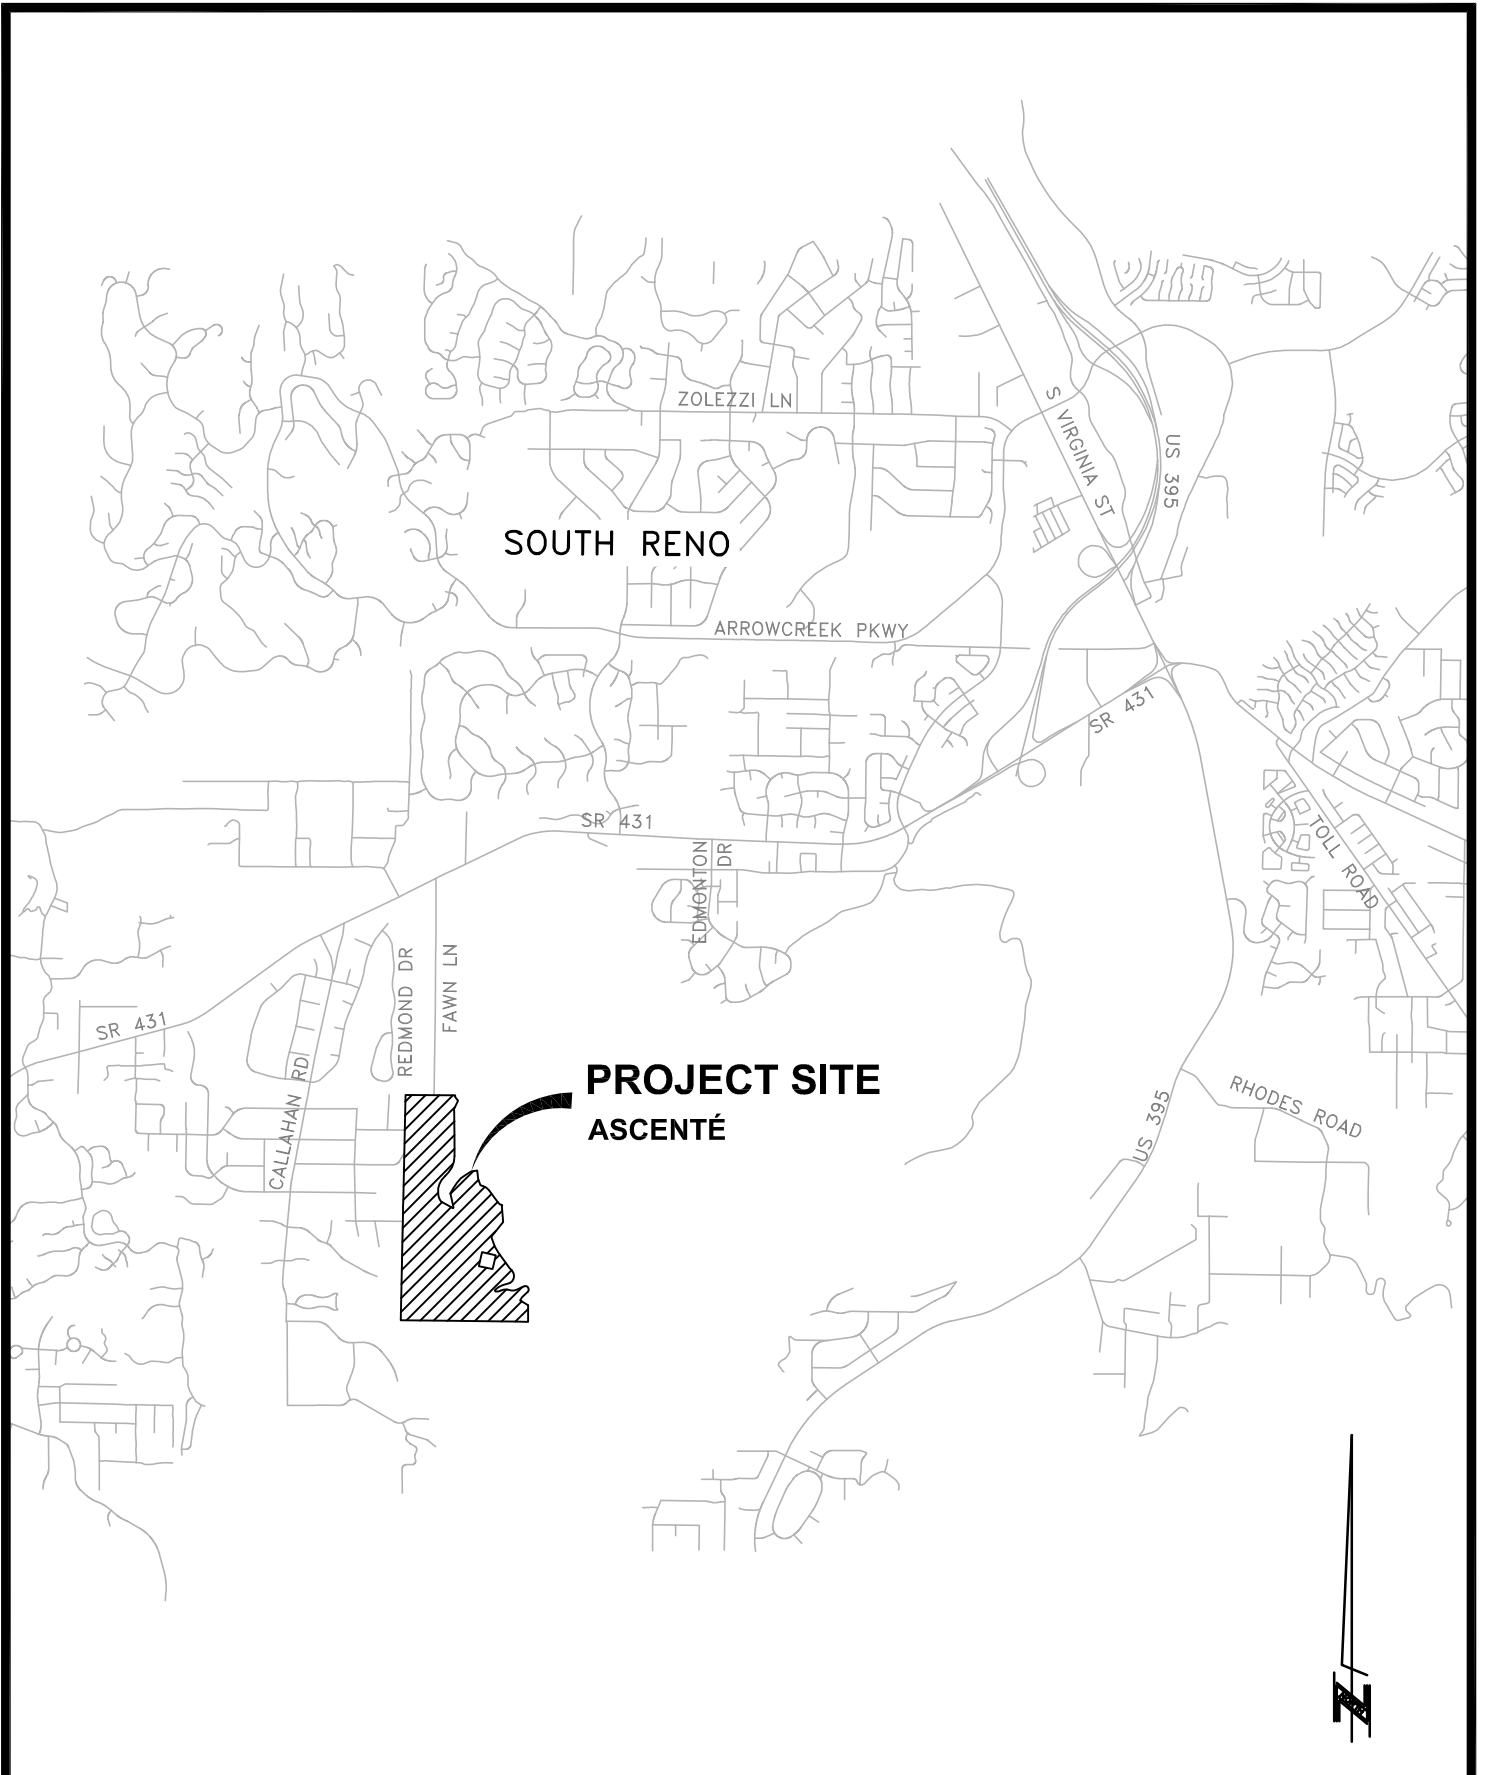 ZOLEZZI LN
S VIRGINIA ST
US 395
SOUTH RENO
ARROWCREEK PKWY
SR 431
SR 431
TOLL ROAD
EDMONTON
DR
REDMOND DR
FAWN LN
SR 431
CALLAHAN RD
PROJECT SITE
ASCENTÉ
US 395
RHODES ROAD